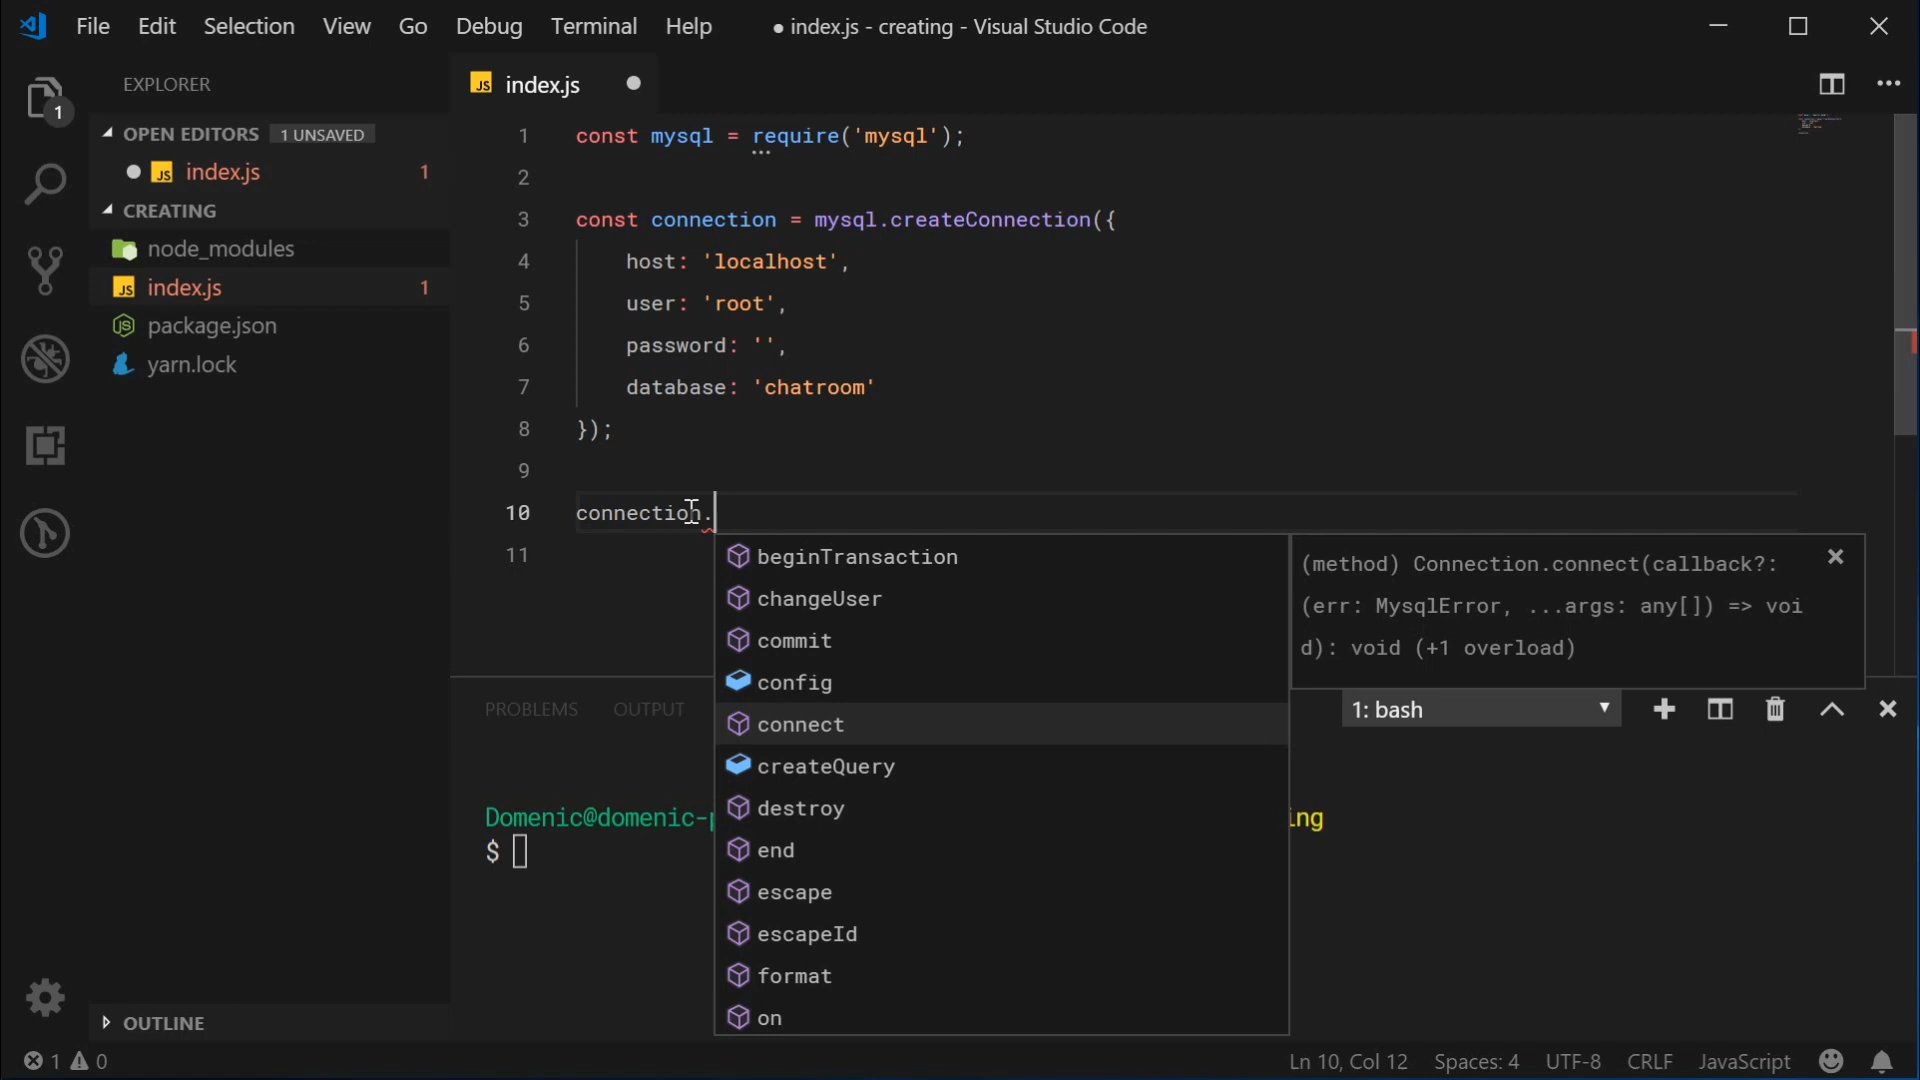 File Edit Selection View Go Debug Terminal Help ● index.js - creating - Visual Studio Code
EXPLORER
OPEN EDITORS 1 UNSAVED
index.js 1
CREATING
node_modules
index.js 1
package.json
yarn.lock
OUTLINE
index.js
1 const mysql = require('mysql');
2
3 const connection = mysql.createConnection({
4 host: 'localhost',
5 user: 'root',
6 password: '',
7 database: 'chatroom'
8 });
9
10 connection.
11
beginTransaction
changeUser
commit
config
connect
createQuery
destroy
end
escape
escapeId
format
on
(method) Connection.connect(callback?:
(err: MysqlError, ...args: any[]) => voi
d): void (+1 overload)
PROBLEMS OUTPUT 1: bash
Domenic@domenic-p ing
$
1 0 Ln 10, Col 12 Spaces: 4 UTF-8 CRLF JavaScript